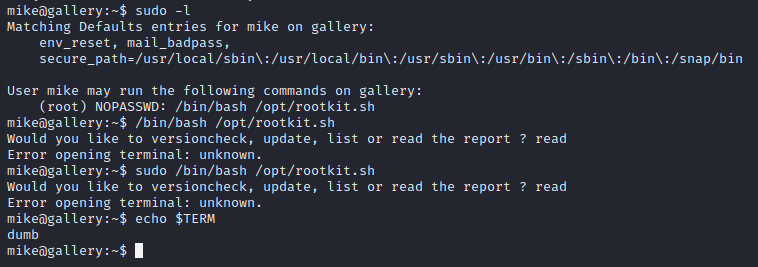 mike@gallery:~$ sudo -l
Matching Defaults entries for mike on gallery:
    env_reset, mail_badpass,
    secure_path=/usr/local/sbin\:/usr/local/bin\:/usr/sbin\:/usr/bin\:/sbin\:/bin\:/snap/bin

User mike may run the following commands on gallery:
    (root) NOPASSWD: /bin/bash /opt/rootkit.sh
mike@gallery:~$ /bin/bash /opt/rootkit.sh
Would you like to versioncheck, update, list or read the report ? read
Error opening terminal: unknown.
mike@gallery:~$ sudo /bin/bash /opt/rootkit.sh
Would you like to versioncheck, update, list or read the report ? read
Error opening terminal: unknown.
mike@gallery:~$ echo $TERM
dumb
mike@gallery:~$